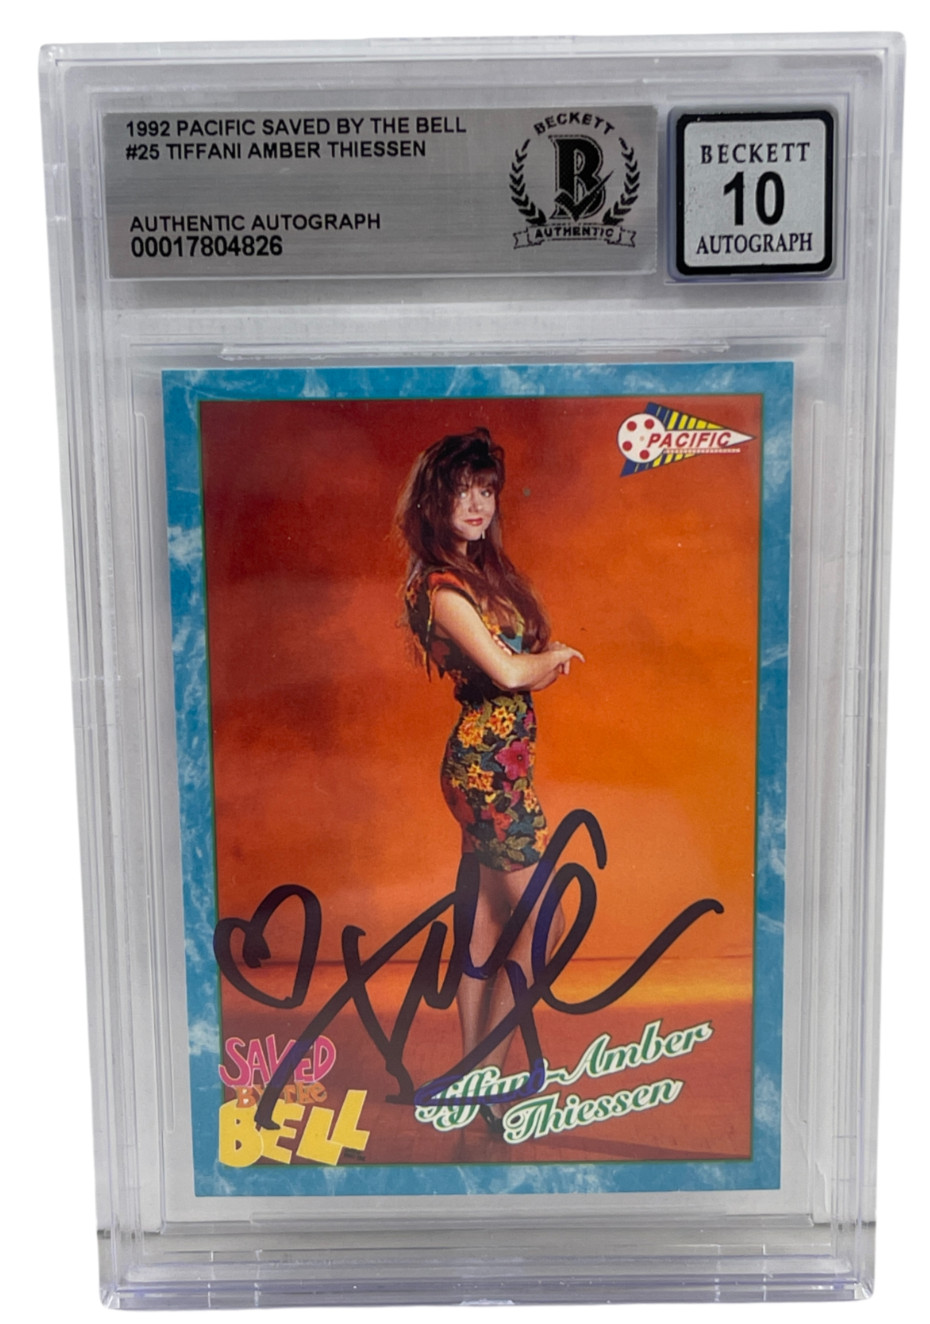 1992 PACIFIC SAVED BY THE BELL
#25 TIFFANI AMBER THIESSEN
AUTHENTIC AUTOGRAPH
00017804826
BECKETT
B
AUTHENTIC
BECKETT
10
AUTOGRAPH
PACIFIC
SAVED
BY THE
BELL
Tiffani-Amber
Thiessen